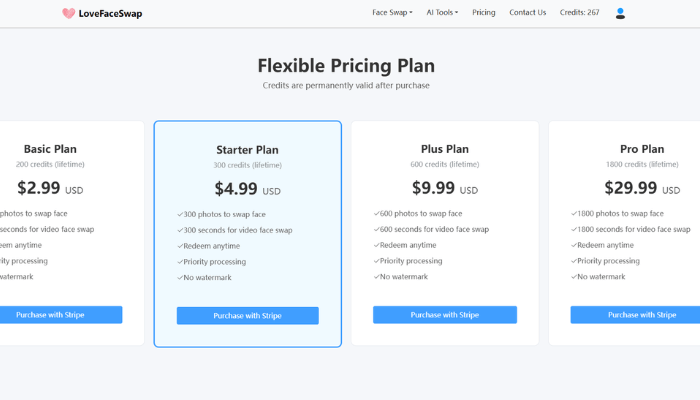 LoveFaceSwap
Face Swap
AI Tools
Pricing
Contact Us
Credits: 267
Flexible Pricing Plan
Credits are permanently valid after purchase
Basic Plan
200 credits (lifetime)
$2.99 USD
photos to swap face
seconds for video face swap
anytime
processing
watermark
Purchase with Stripe
Starter Plan
300 credits (lifetime)
$4.99 USD
✓300 photos to swap face
✓300 seconds for video face swap
✓Redeem anytime
✓Priority processing
✓No watermark
Purchase with Stripe
Plus Plan
600 credits (lifetime)
$9.99 USD
✓600 photos to swap face
✓600 seconds for video face swap
✓Redeem anytime
✓Priority processing
✓No watermark
Purchase with Stripe
Pro Plan
1800 credits (lifetime)
$29.99 USD
✓1800 photos to swap face
✓1800 seconds for video face swap
✓Redeem anytime
✓Priority processing
✓No watermark
Purchase with Stripe